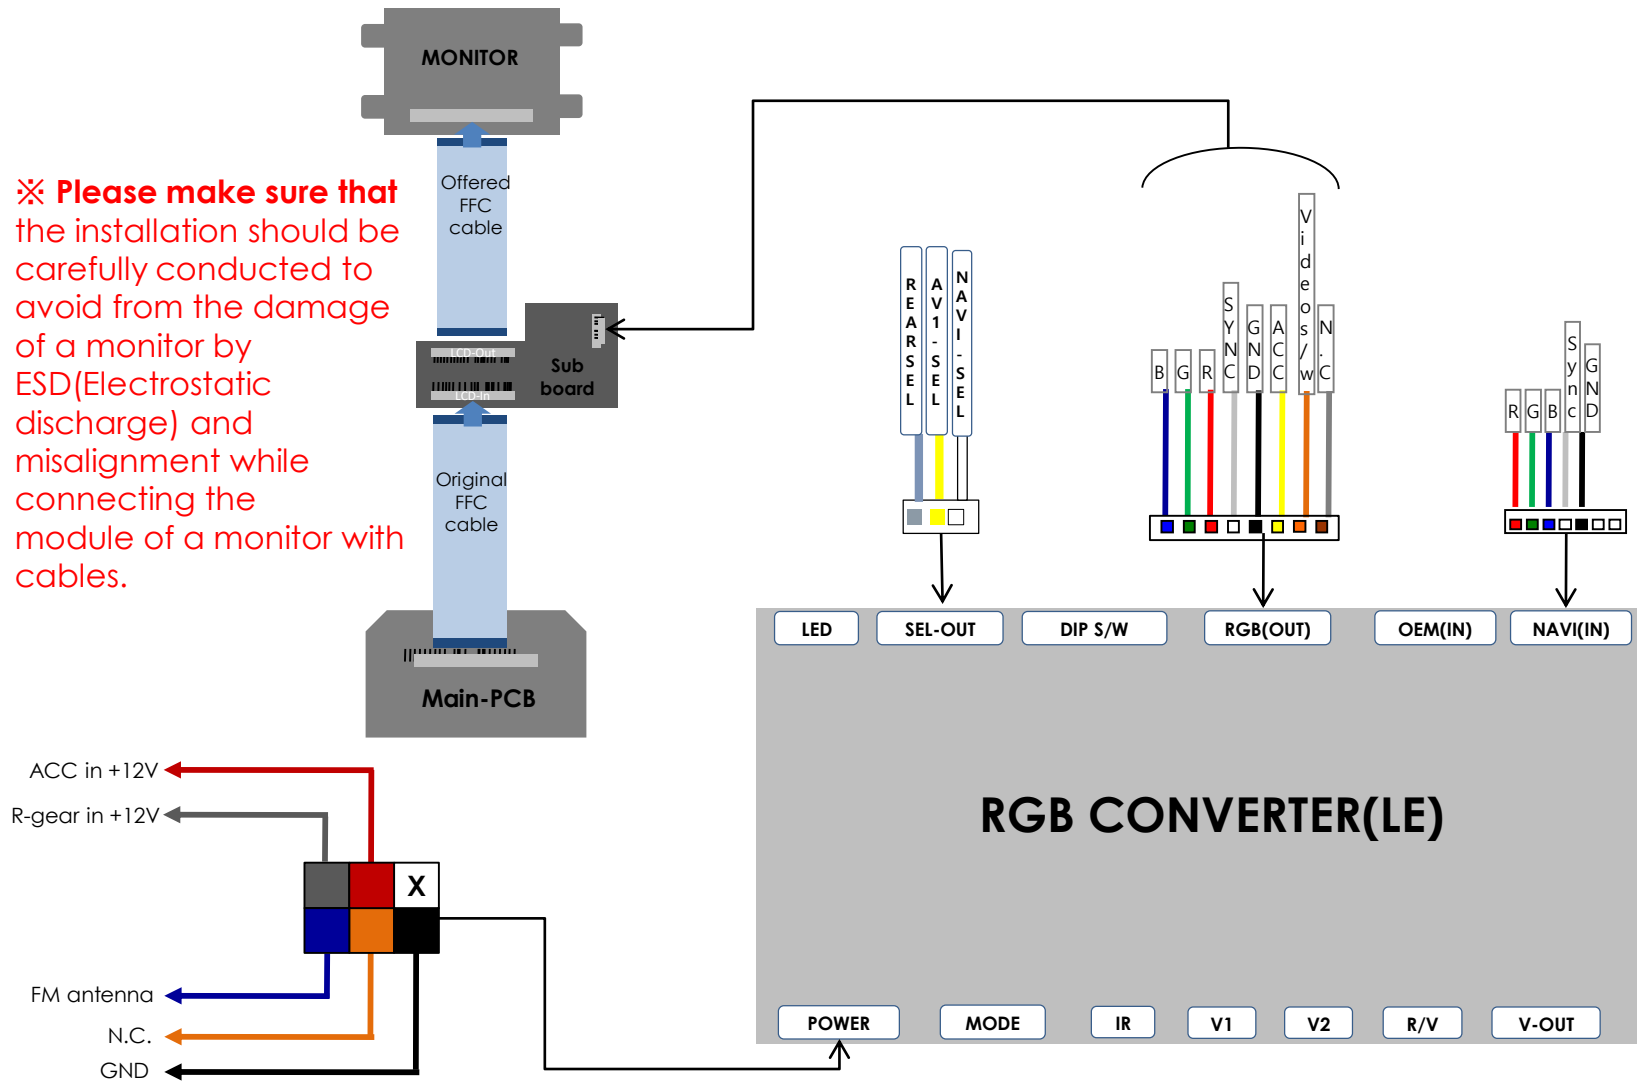 MONITOR
Offered
FFC
cable
※ Please make sure that
the installation should be
carefully conducted to
avoid from the damage
of a monitor by
ESD(Electrostatic
discharge) and
misalignment while
connecting the
module of a monitor with
cables.
LCD-Out
LCD-In
Sub
board
Original
FFC
cable
Main-PCB
REARSEL
AV1-SEL
NAVI-SEL
B
G
R
SYNC
GND
ACC
Videos/w
N.C
R
G
B
Sync
GND
LED
SEL-OUT
DIP S/W
RGB(OUT)
OEM(IN)
NAVI(IN)
RGB CONVERTER(LE)
POWER
MODE
IR
V1
V2
R/V
V-OUT
ACC in +12V
R-gear in +12V
X
FM antenna
N.C.
GND